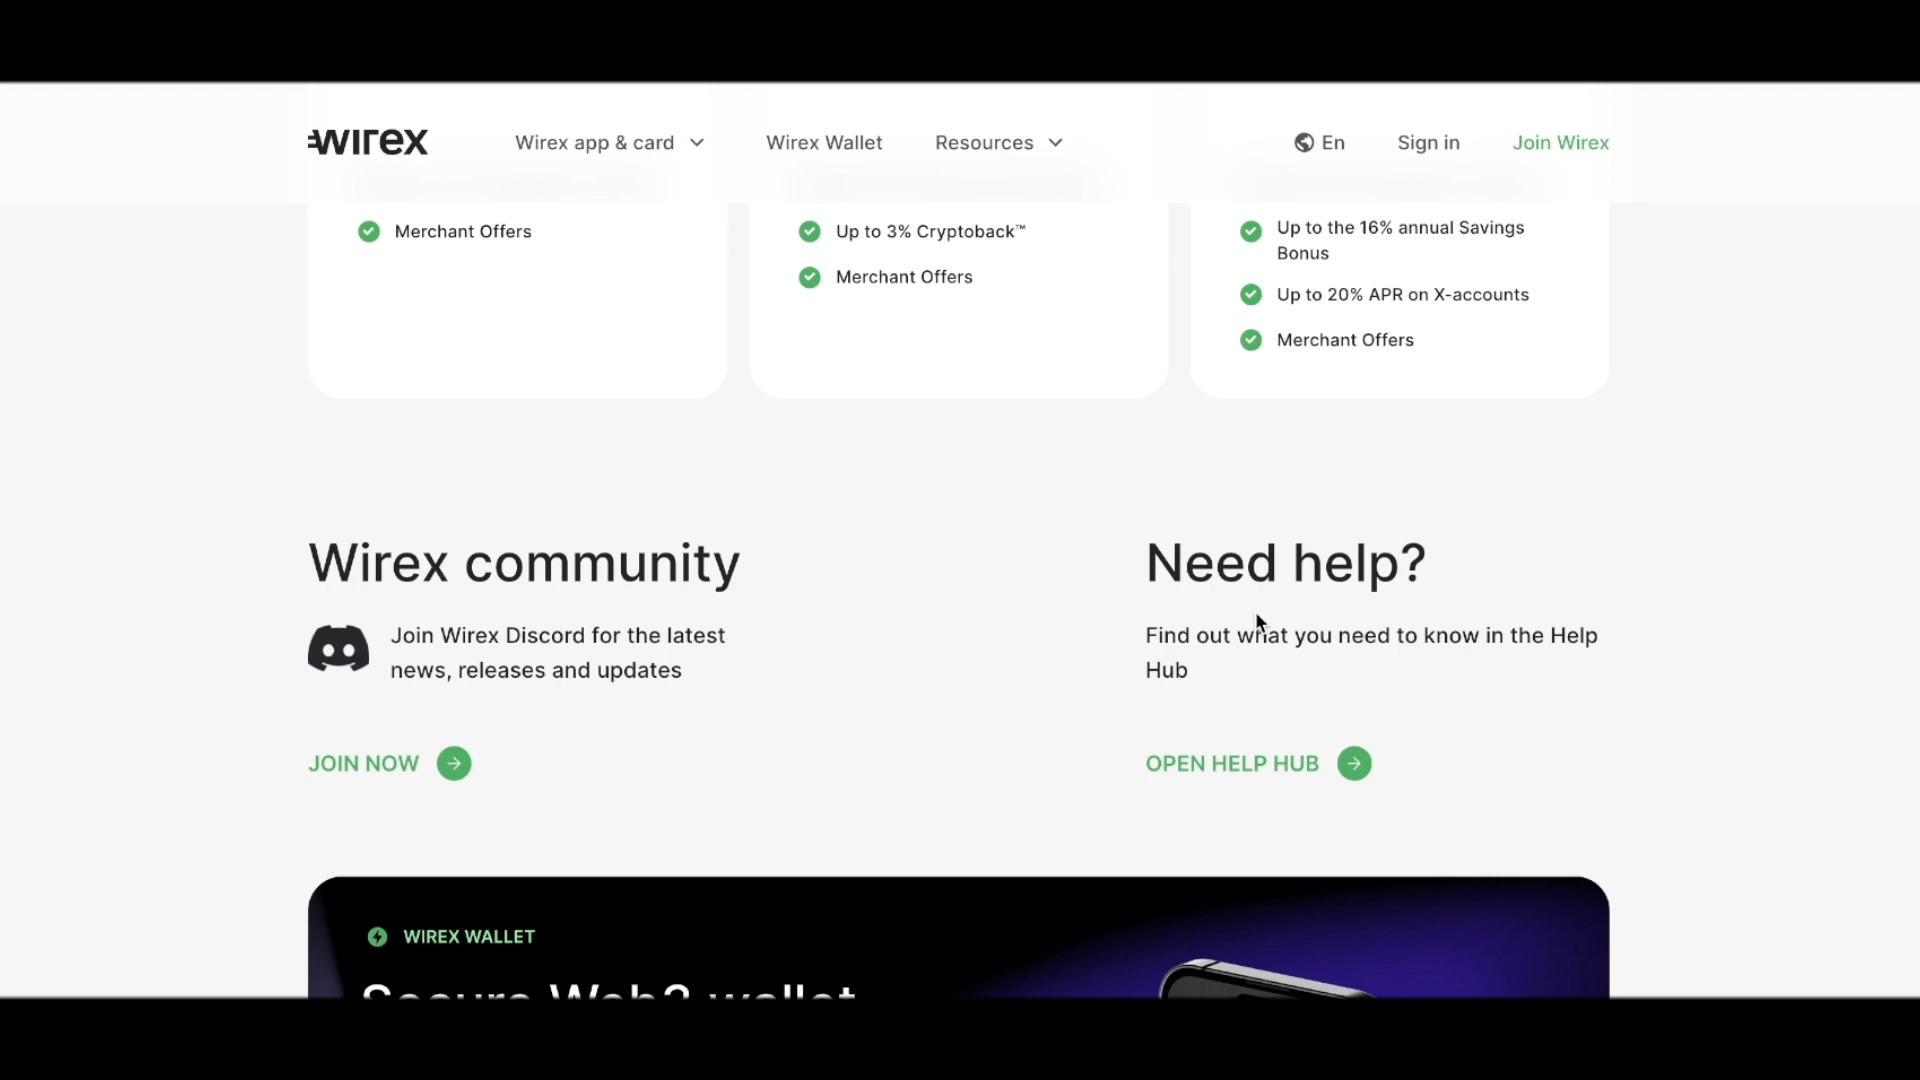 wirex
Wirex app & card
Wirex Wallet
Resources
En
Sign in
Join Wirex
Merchant Offers
Up to 3% Cryptoback™
Merchant Offers
Up to the 16% annual Savings
Bonus
Up to 20% APR on X-accounts
Merchant Offers
Wirex community
Join Wirex Discord for the latest
news, releases and updates
JOIN NOW
Need help?
Find out what you need to know in the Help
Hub
OPEN HELP HUB
WIREX WALLET
Secure Web3 wallet